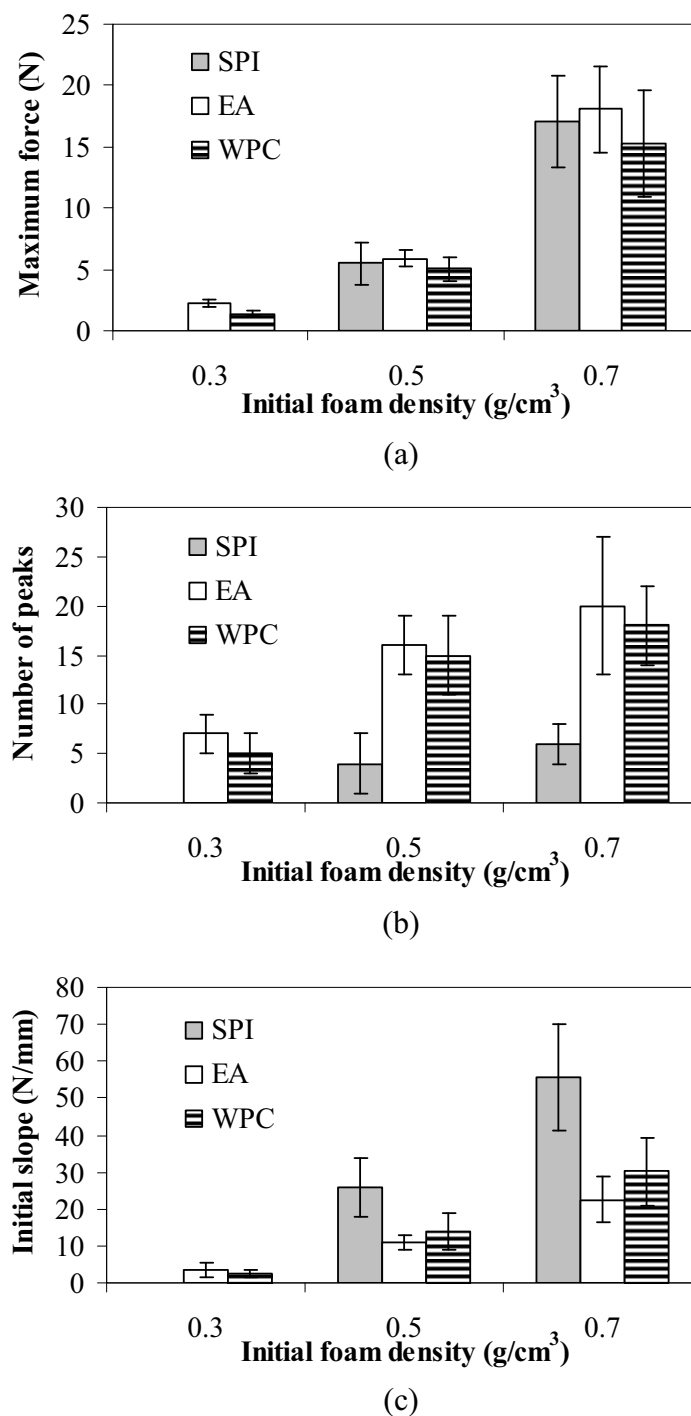 25
20
15
10
5
0
Maximum force (N)
SPI
EA
WPC
0.3 0.5 0.7
Initial foam density (g/cm³)
(a)
30
25
20
15
10
5
0
Number of peaks
SPI
EA
WPC
0.3 0.5 0.7
Initial foam density (g/cm³)
(b)
80
70
60
50
40
30
20
10
0
Initial slope (N/mm)
SPI
EA
WPC
0.3 0.5 0.7
Initial foam density (g/cm³)
(c)